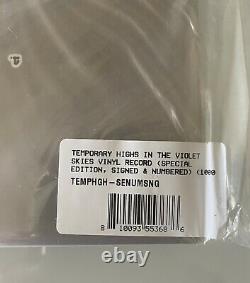 TEMPORARY HIGHS IN THE VIOLET
SKIES VINYL RECORD (SPECIAL
EDITION, SIGNED & NUMBERED) (1000
TEMPHGH-SENUMSNG
8 10093 55368 6